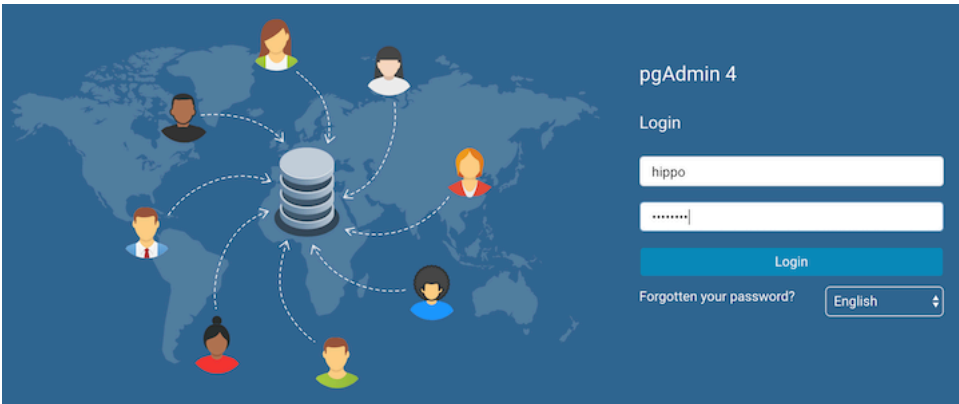 pgAdmin 4
Login
hippo
••••••••
Login
Forgotten your password?
English